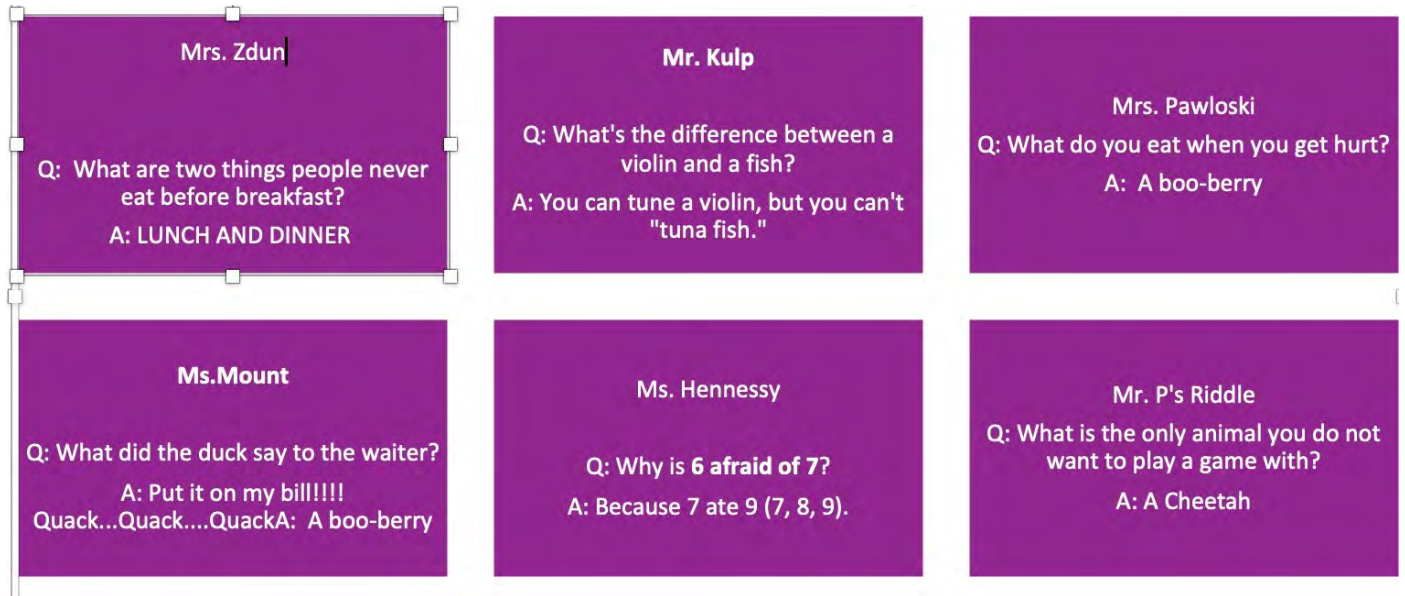 Mrs. Zdun
Q:  What are two things people never
eat before breakfast?
A: LUNCH AND DINNER
Mr. Kulp
Q: What's the difference between a
violin and a fish?
A: You can tune a violin, but you can't
"tuna fish."
Mrs. Pawloski
Q: What do you eat when you get hurt?
A:  A boo-berry
Ms.Mount
Q: What did the duck say to the waiter?
A: Put it on my bill!!!!
Quack...Quack....QuackA:  A boo-berry
Ms. Hennessy
Q: Why is 6 afraid of 7?
A: Because 7 ate 9 (7, 8, 9).
Mr. P's Riddle
Q: What is the only animal you do not
want to play a game with?
A: A Cheetah